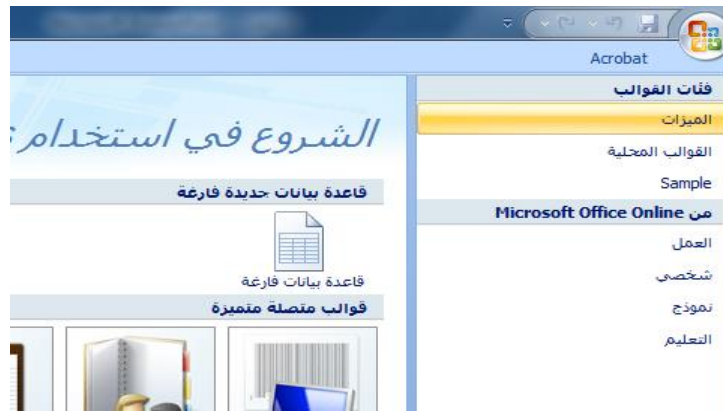 Acrobat
فئات القوالب
الميزات
القوالب المحلية
Sample
من Microsoft Office Online
العمل
شخصي
نموذج
التعليم
الشروع في استخدام
قاعدة بيانات جديدة فارغة
قاعدة بيانات فارغة
قوالب متصلة متميزة